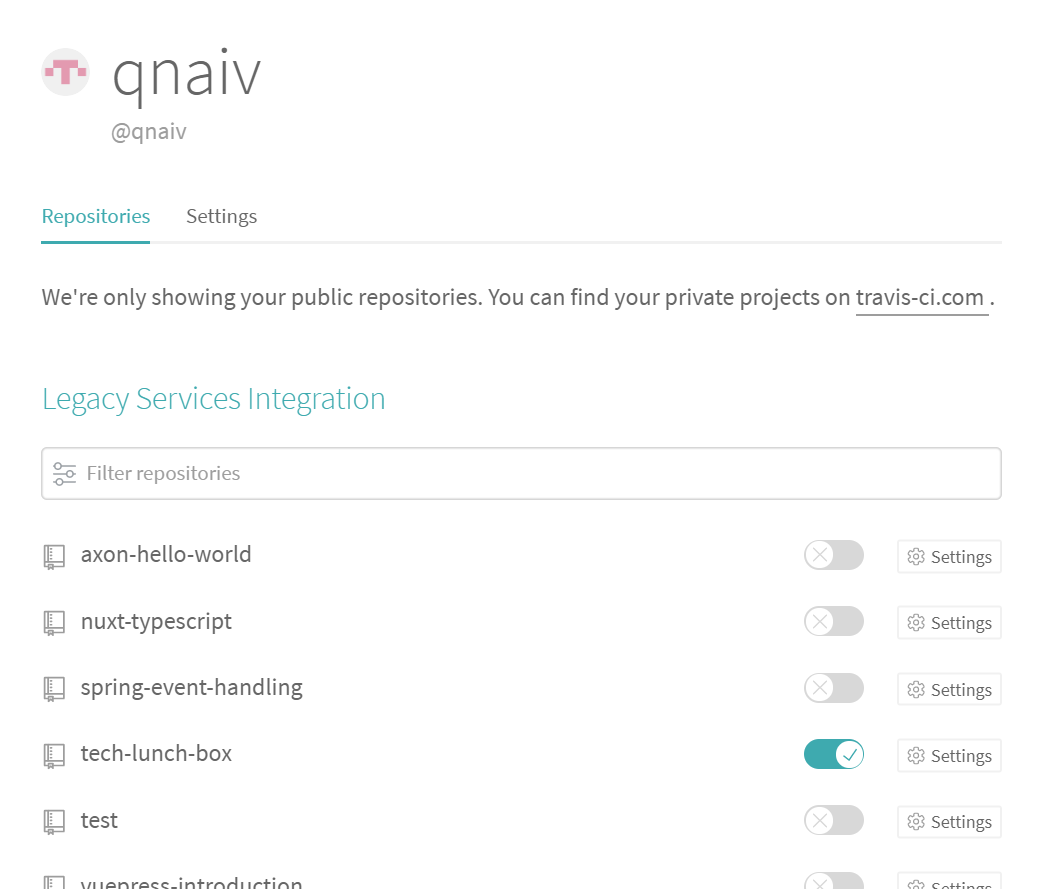 qnaiv
@qnaiv
Repositories Settings
We're only showing your public repositories. You can find your private projects on travis-ci.com .
Legacy Services Integration
Filter repositories
axon-hello-world Settings
nuxt-typescript Settings
spring-event-handling Settings
tech-lunch-box Settings
test Settings
vuepress-introduction Settings